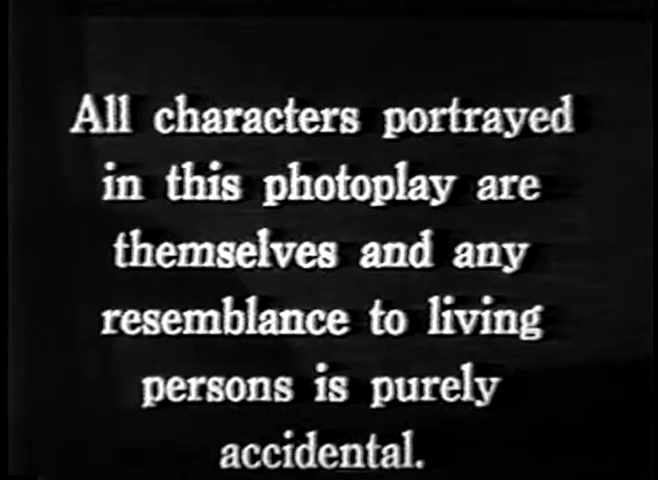 All characters portrayed
in this photoplay are
themselves and any
resemblance to living
persons is purely
accidental.